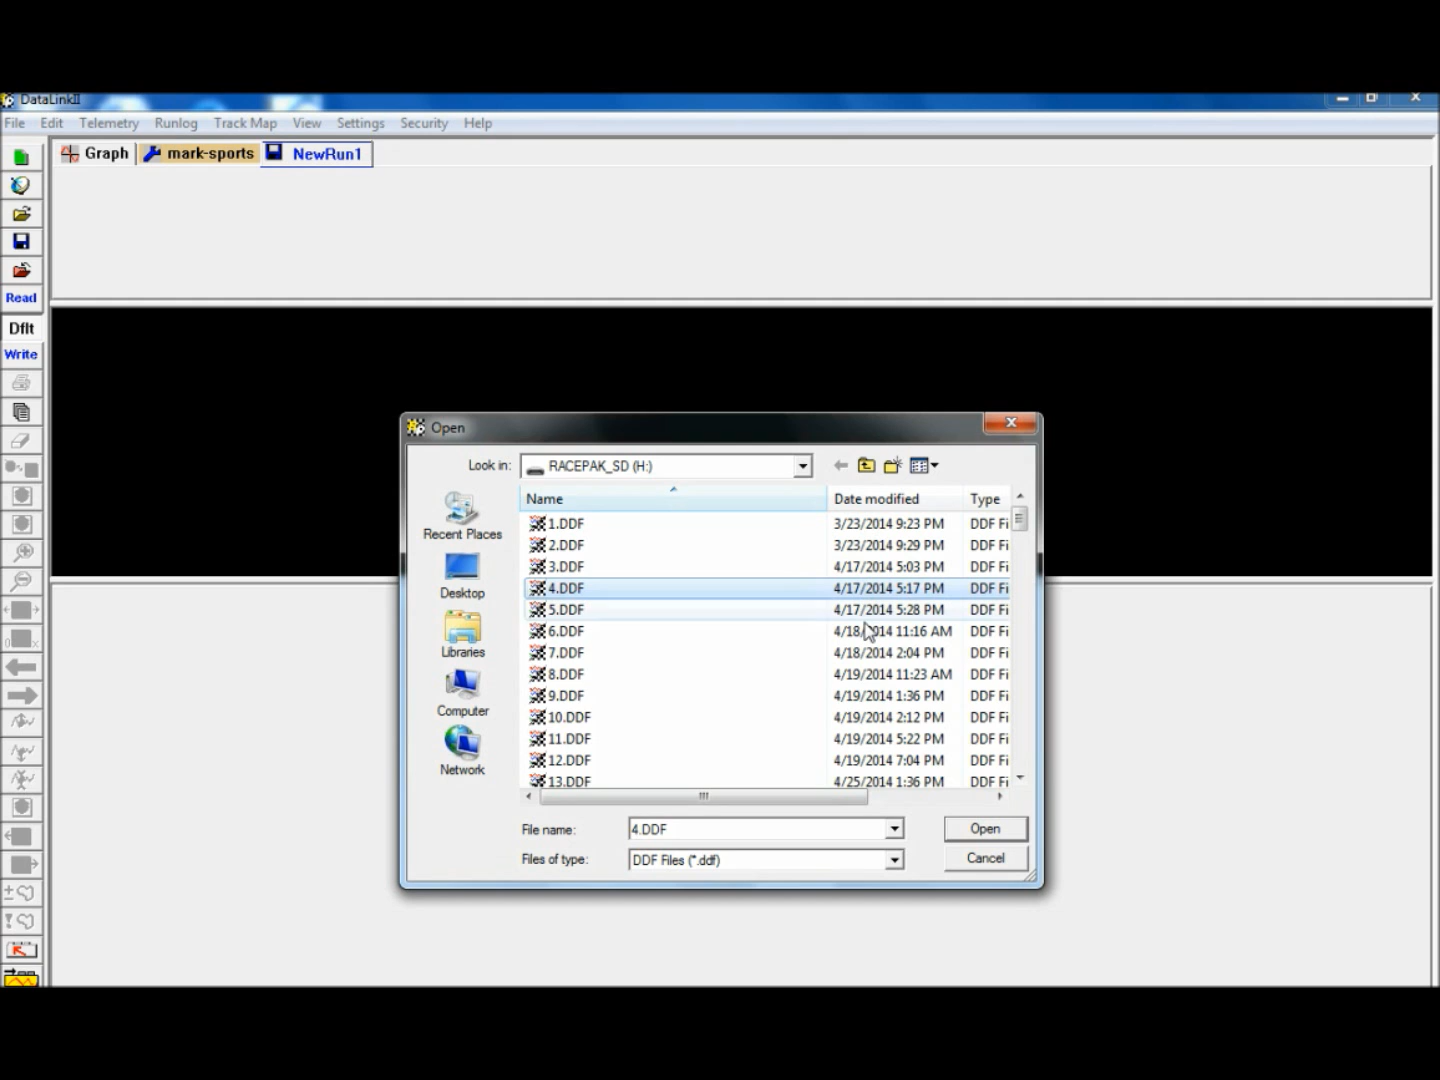 DataLinkII
File Edit Telemetry Runlog Track Map View Settings Security Help
Graph mark-sports NewRun1
Read
Dflt
Write
Open
Look in: RACEPAK_SD (H:)
Name Date modified Type
1.DDF 3/23/2014 9:23 PM DDF Fi
2.DDF 3/23/2014 9:29 PM DDF Fi
3.DDF 4/17/2014 5:03 PM DDF Fi
4.DDF 4/17/2014 5:17 PM DDF Fi
5.DDF 4/17/2014 5:28 PM DDF Fi
6.DDF 4/18/2014 11:16 AM DDF Fi
7.DDF 4/18/2014 2:04 PM DDF Fi
8.DDF 4/19/2014 11:23 AM DDF Fi
9.DDF 4/19/2014 1:36 PM DDF Fi
10.DDF 4/19/2014 2:12 PM DDF Fi
11.DDF 4/19/2014 5:22 PM DDF Fi
12.DDF 4/19/2014 7:04 PM DDF Fi
13.DDF 4/25/2014 1:36 PM DDF Fi
Recent Places
Desktop
Libraries
Computer
Network
File name: 4.DDF Open
Files of type: DDF Files (*.ddf) Cancel